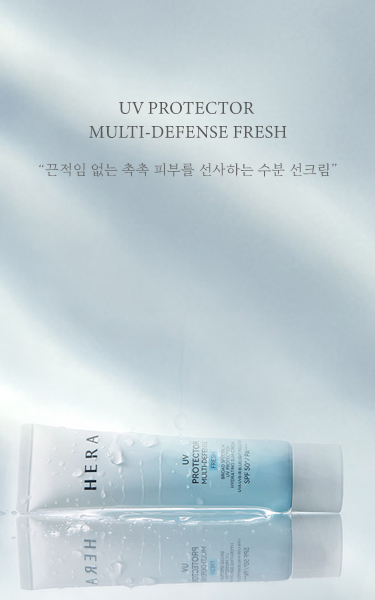 UV PROTECTOR
MULTI-DEFENSE FRESH
“끈적임 없는 촉촉 피부를 선사하는 수분 선크림”
HERA
UV
PROTECTOR
MULTI-DEFENSE
FRESH
SPF 50+/ PA